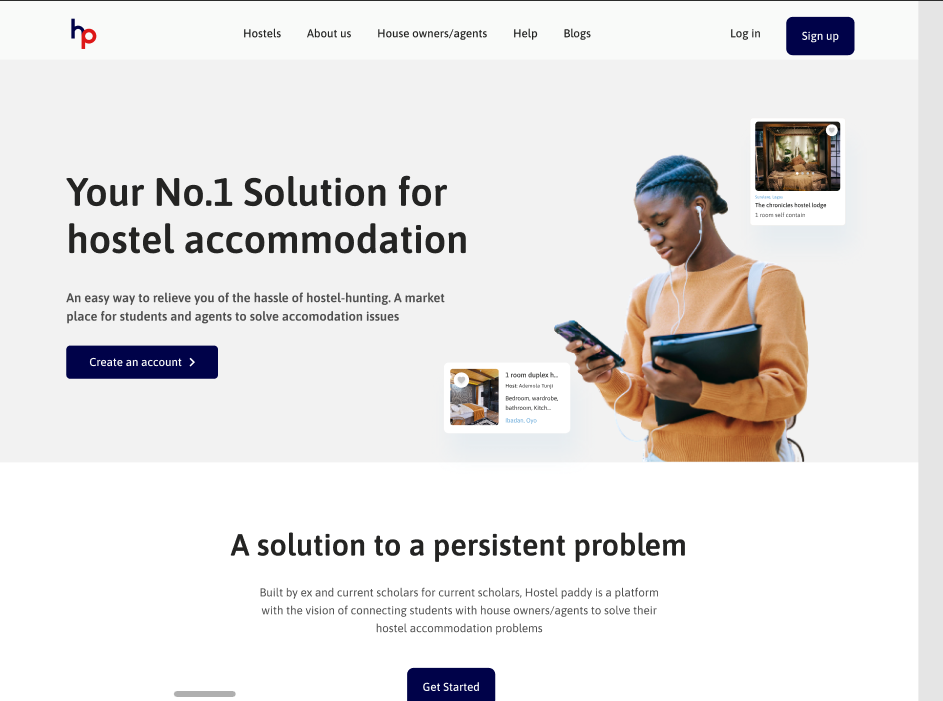 hp
Hostels
About us
House owners/agents
Help
Blogs
Log in
Sign up
Your No.1 Solution for
hostel accommodation
An easy way to relieve you of the hassle of hostel-hunting. A market
place for students and agents to solve accomodation issues
Create an account
The chronicles hostel lodge
1 room self contain
1 room duplex h...
Host: Ademola Tunji
Bedroom, wardrobe,
bathroom, Kitch...
Ibadan, Oyo
A solution to a persistent problem
Built by ex and current scholars for current scholars, Hostel paddy is a platform
with the vision of connecting students with house owners/agents to solve their
hostel accommodation problems
Get Started